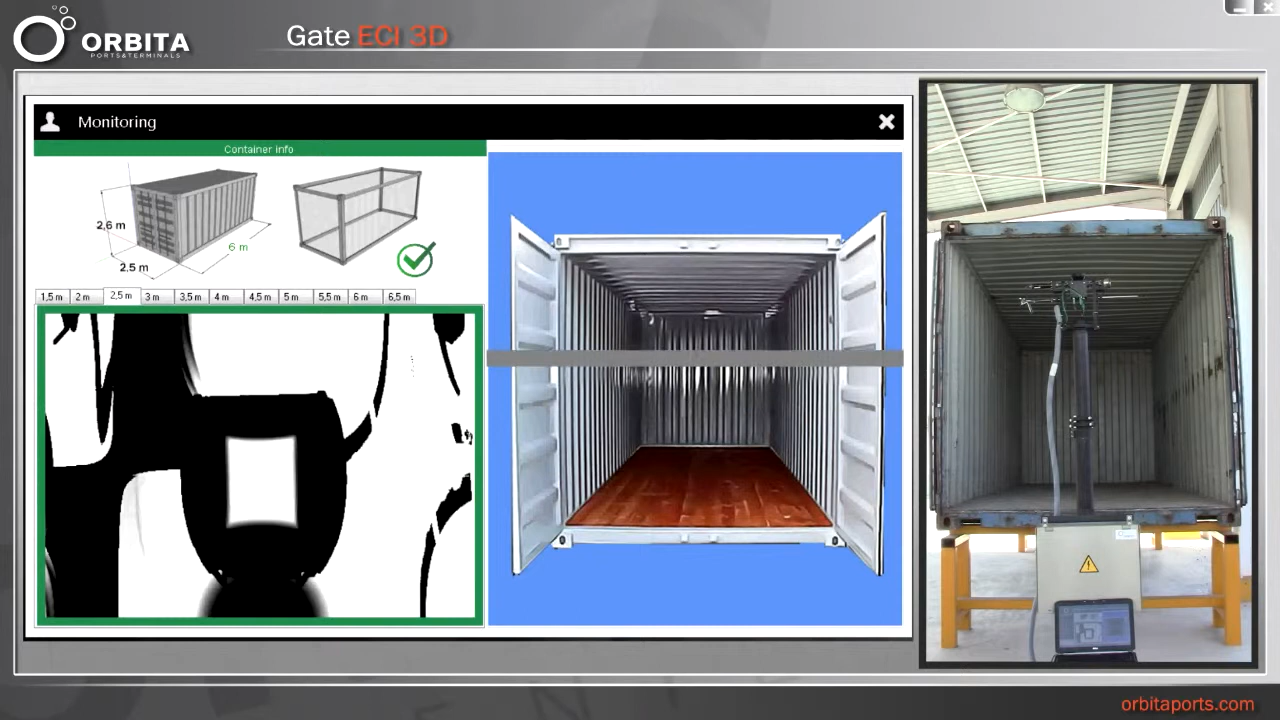 ORBITA
PORTS&TERMINALS
Gate ECI 3D
Monitoring
Container info
2,6 m
2.5 m
6 m
1,5 m 2 m 2,5 m 3 m 3,5 m 4 m 4,5 m 5 m 5,5 m 6 m 6,5 m
orbitaports.com